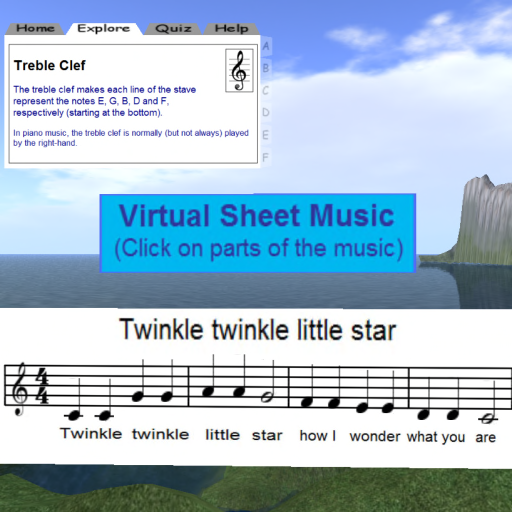 Home Explore Quiz Help
Treble Clef
The treble clef makes each line of the stave
represent the notes E, G, B, D and F,
respectively (starting at the bottom).
In piano music, the treble clef is normally (but not always) played
by the right-hand.
A
B
C
D
E
F
Virtual Sheet Music
(Click on parts of the music)
Twinkle twinkle little star
4
4
Twinkle twinkle little star how I wonder what you are